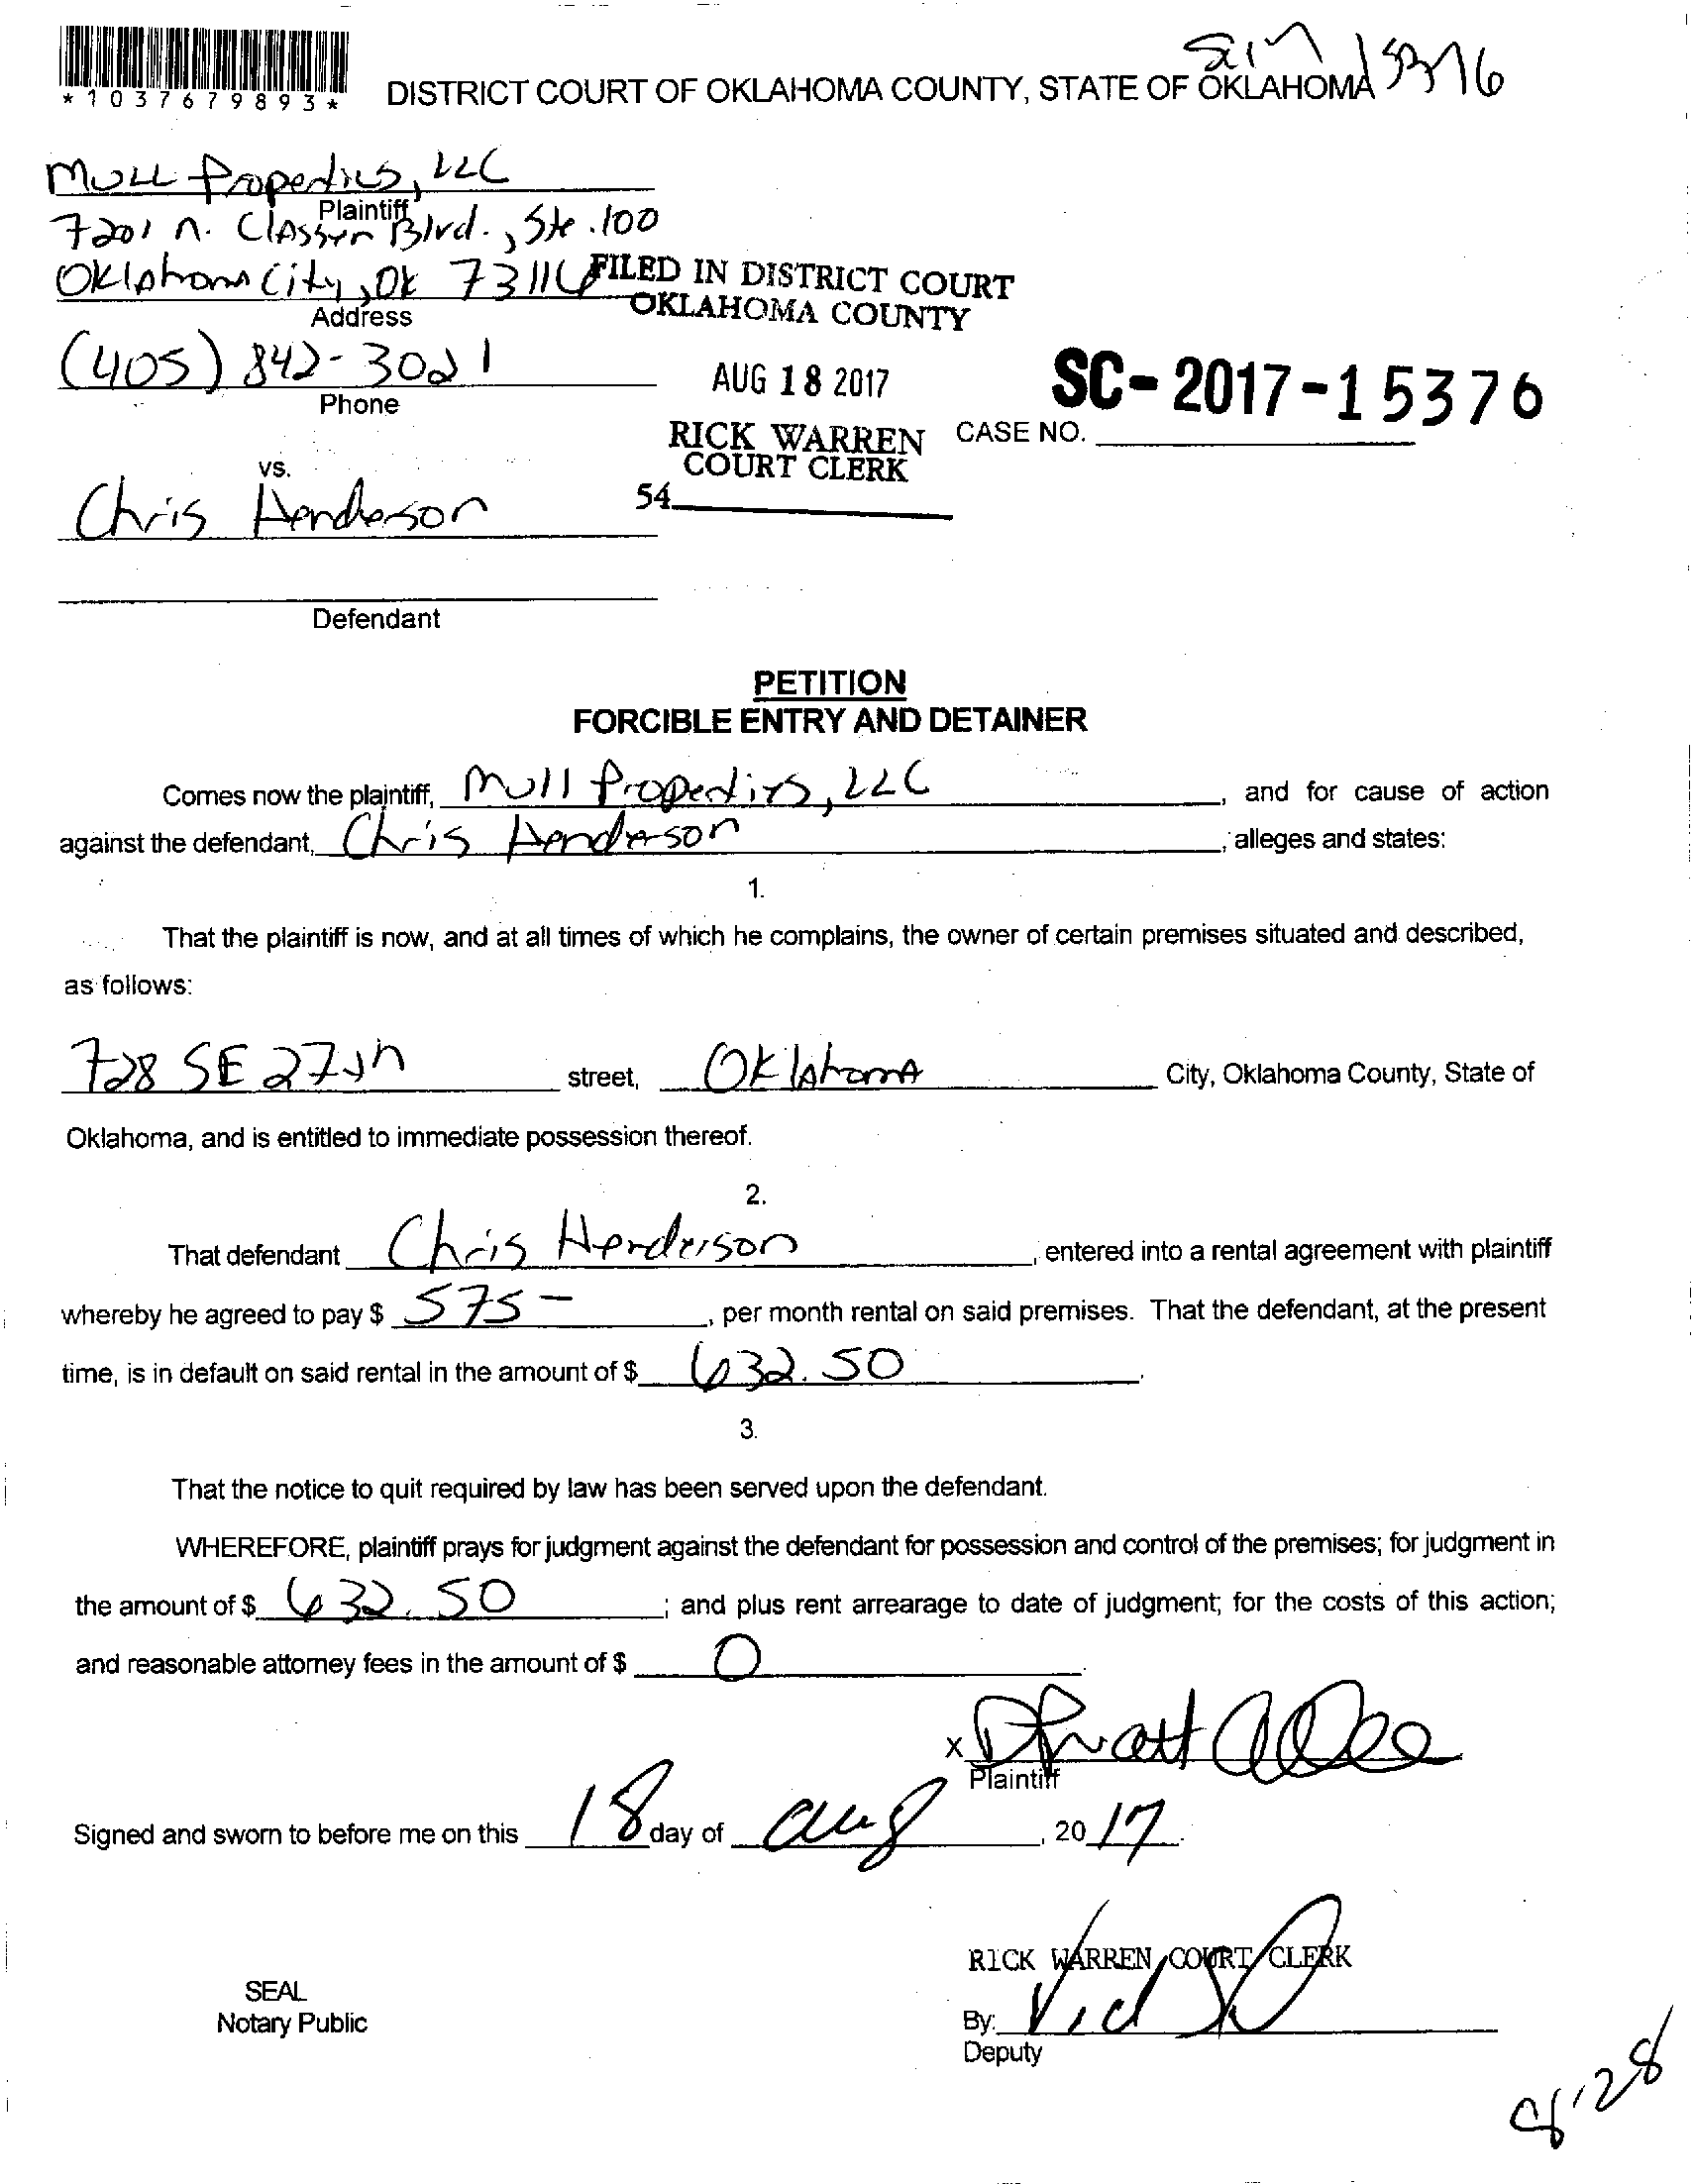 *1037679893*
DISTRICT COURT OF OKLAHOMA COUNTY, STATE OF OKLAHOMA
Mull Properties, LLC
Plaintiff
7201 N. Classen Blvd., Ste. 100
Oklahoma City, OK 73116
Address
FILED IN DISTRICT COURT
OKLAHOMA COUNTY
(405) 842-3021
Phone
AUG 18 2017
SC-2017-15376
RICK WARREN
COURT CLERK
CASE NO.
54
vs.
Chris Henderson
Defendant
PETITION
FORCIBLE ENTRY AND DETAINER
Comes now the plaintiff, Mull Properties, LLC, and for cause of action
against the defendant, Chris Henderson, alleges and states:
1.
That the plaintiff is now, and at all times of which he complains, the owner of certain premises situated and described,
as follows:
728 SE 27th street, Oklahoma City, Oklahoma County, State of
Oklahoma, and is entitled to immediate possession thereof.
2.
That defendant Chris Henderson, entered into a rental agreement with plaintiff
whereby he agreed to pay $ 575-, per month rental on said premises. That the defendant, at the present
time, is in default on said rental in the amount of $ 632.50.
3.
That the notice to quit required by law has been served upon the defendant.
WHEREFORE, plaintiff prays for judgment against the defendant for possession and control of the premises; for judgment in
the amount of $ 632.50; and plus rent arrearage to date of judgment; for the costs of this action;
and reasonable attorney fees in the amount of $ 0.
X
Plaintiff
Signed and sworn to before me on this 18 day of Aug, 20 17.
RICK WARREN, COURT CLERK
SEAL
Notary Public
By:
Deputy
8-28